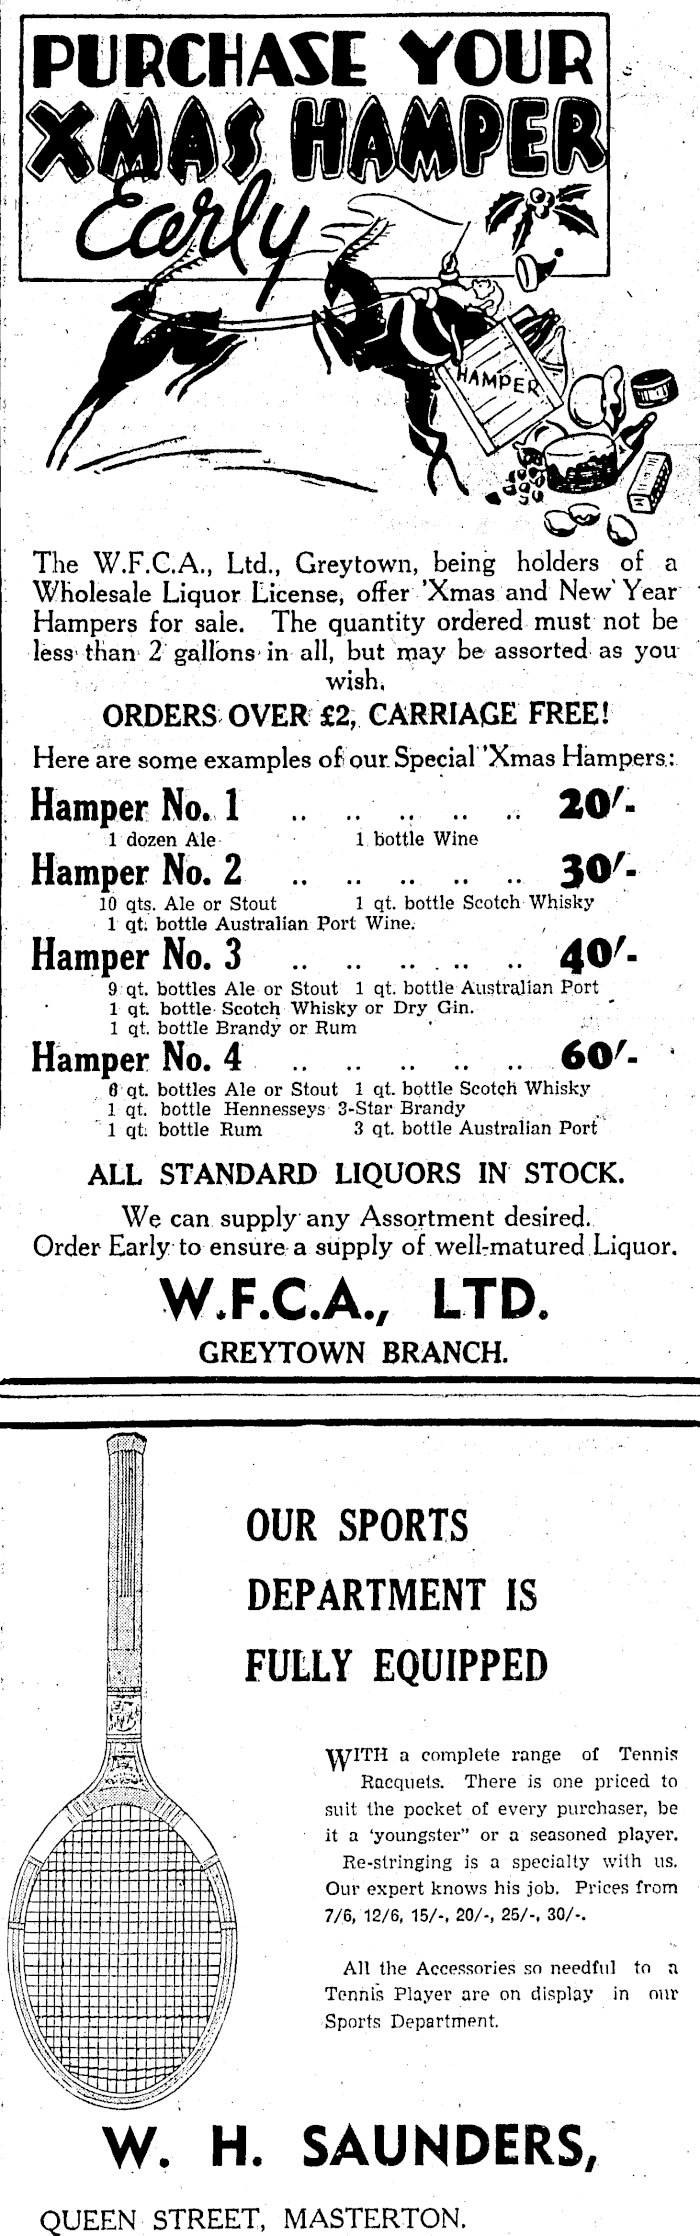 PURCHASE YOUR
XMAS HAMPER
Early
HAMPER
The W.F.C.A., Ltd., Greytown, being holders of a
Wholesale Liquor License, offer 'Xmas and New Year
Hampers for sale. The quantity ordered must not be
less than 2 gallons in all, but may be assorted as you
wish.
ORDERS OVER £2, CARRIAGE FREE!
Here are some examples of our Special 'Xmas Hampers:
Hamper No. 1 .. .. .. .. .. 20/-
1 dozen Ale 1 bottle Wine
Hamper No. 2 .. .. .. .. .. 30/-
10 qts. Ale or Stout 1 qt. bottle Scotch Whisky
1 qt. bottle Australian Port Wine.
Hamper No. 3 .. .. .. .. .. 40/-
9 qt. bottles Ale or Stout 1 qt. bottle Australian Port
1 qt. bottle Scotch Whisky or Dry Gin.
1 qt. bottle Brandy or Rum
Hamper No. 4 .. .. .. .. .. 60/-
6 qt. bottles Ale or Stout 1 qt. bottle Scotch Whisky
1 qt. bottle Hennesseys 3-Star Brandy
1 qt. bottle Rum 3 qt. bottle Australian Port
ALL STANDARD LIQUORS IN STOCK.
We can supply any Assortment desired.
Order Early to ensure a supply of well-matured Liquor.
W.F.C.A., LTD.
GREYTOWN BRANCH.
OUR SPORTS
DEPARTMENT IS
FULLY EQUIPPED
WITH a complete range of Tennis
Racquets. There is one priced to
suit the pocket of every purchaser, be
it a 'youngster" or a seasoned player.
Re-stringing is a specialty with us.
Our expert knows his job. Prices from
7/6, 12/6, 15/-, 20/-, 25/-, 30/-.
All the Accessories so needful to a
Tennis Player are on display in our
Sports Department.
W. H. SAUNDERS,
QUEEN STREET, MASTERTON.